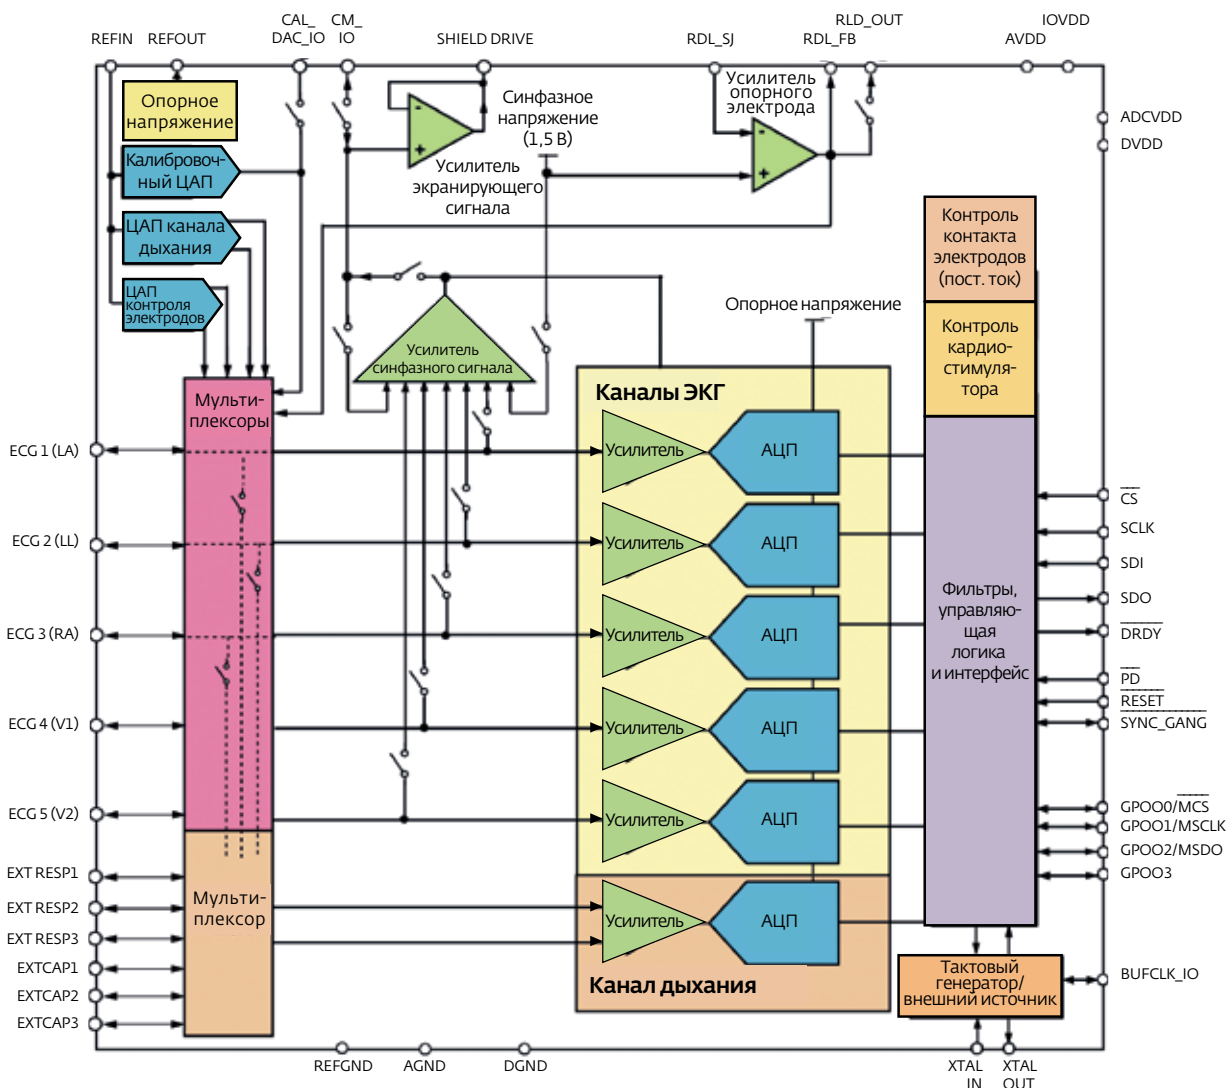 CAL_
DAC_IO
CM_
IO
RLD_OUT
IOVDD
REFIN
REFOUT
SHIELD DRIVE
RDL_SJ
RDL_FB
AVDD
Опорное
напряжение
Усилитель
опорного
электрода
Синфазное
напряжение
(1,5 В)
ADCVDD
DVDD
Калибровоч-
ный ЦАП
Усилитель
экранирующего
сигнала
ЦАП канала
дыхания
ЦАП
контроля
электродов
Контроль
контакта
электродов
(пост. ток)
Опорное напряжение
Контроль
кардио-
стимуля-
тора
Усилитель
синфазного сигнала
Мульти-
плексоры
Каналы ЭКГ
ECG 1 (LA)
Усилитель
АЦП
ECG 2 (LL)
Усилитель
АЦП
ECG 3 (RA)
Усилитель
АЦП
ECG 4 (V1)
Усилитель
АЦП
ECG 5 (V2)
Усилитель
АЦП
Фильтры,
управляю-
щая
логика
и интерфейс
CS
SCLK
SDI
SDO
DRDY
PD
RESET
SYNC_GANG
GPOO0/MCS
GPOO1/MSCLK
GPOO2/MSDO
GPOO3
EXT RESP1
EXT RESP2
EXT RESP3
EXTCAP1
EXTCAP2
EXTCAP3
Мульти-
плексор
Усилитель
АЦП
Канал дыхания
Тактовый
генератор/
внешний источник
BUFCLK_IO
REFGND
AGND
DGND
XTAL
IN
XTAL
OUT